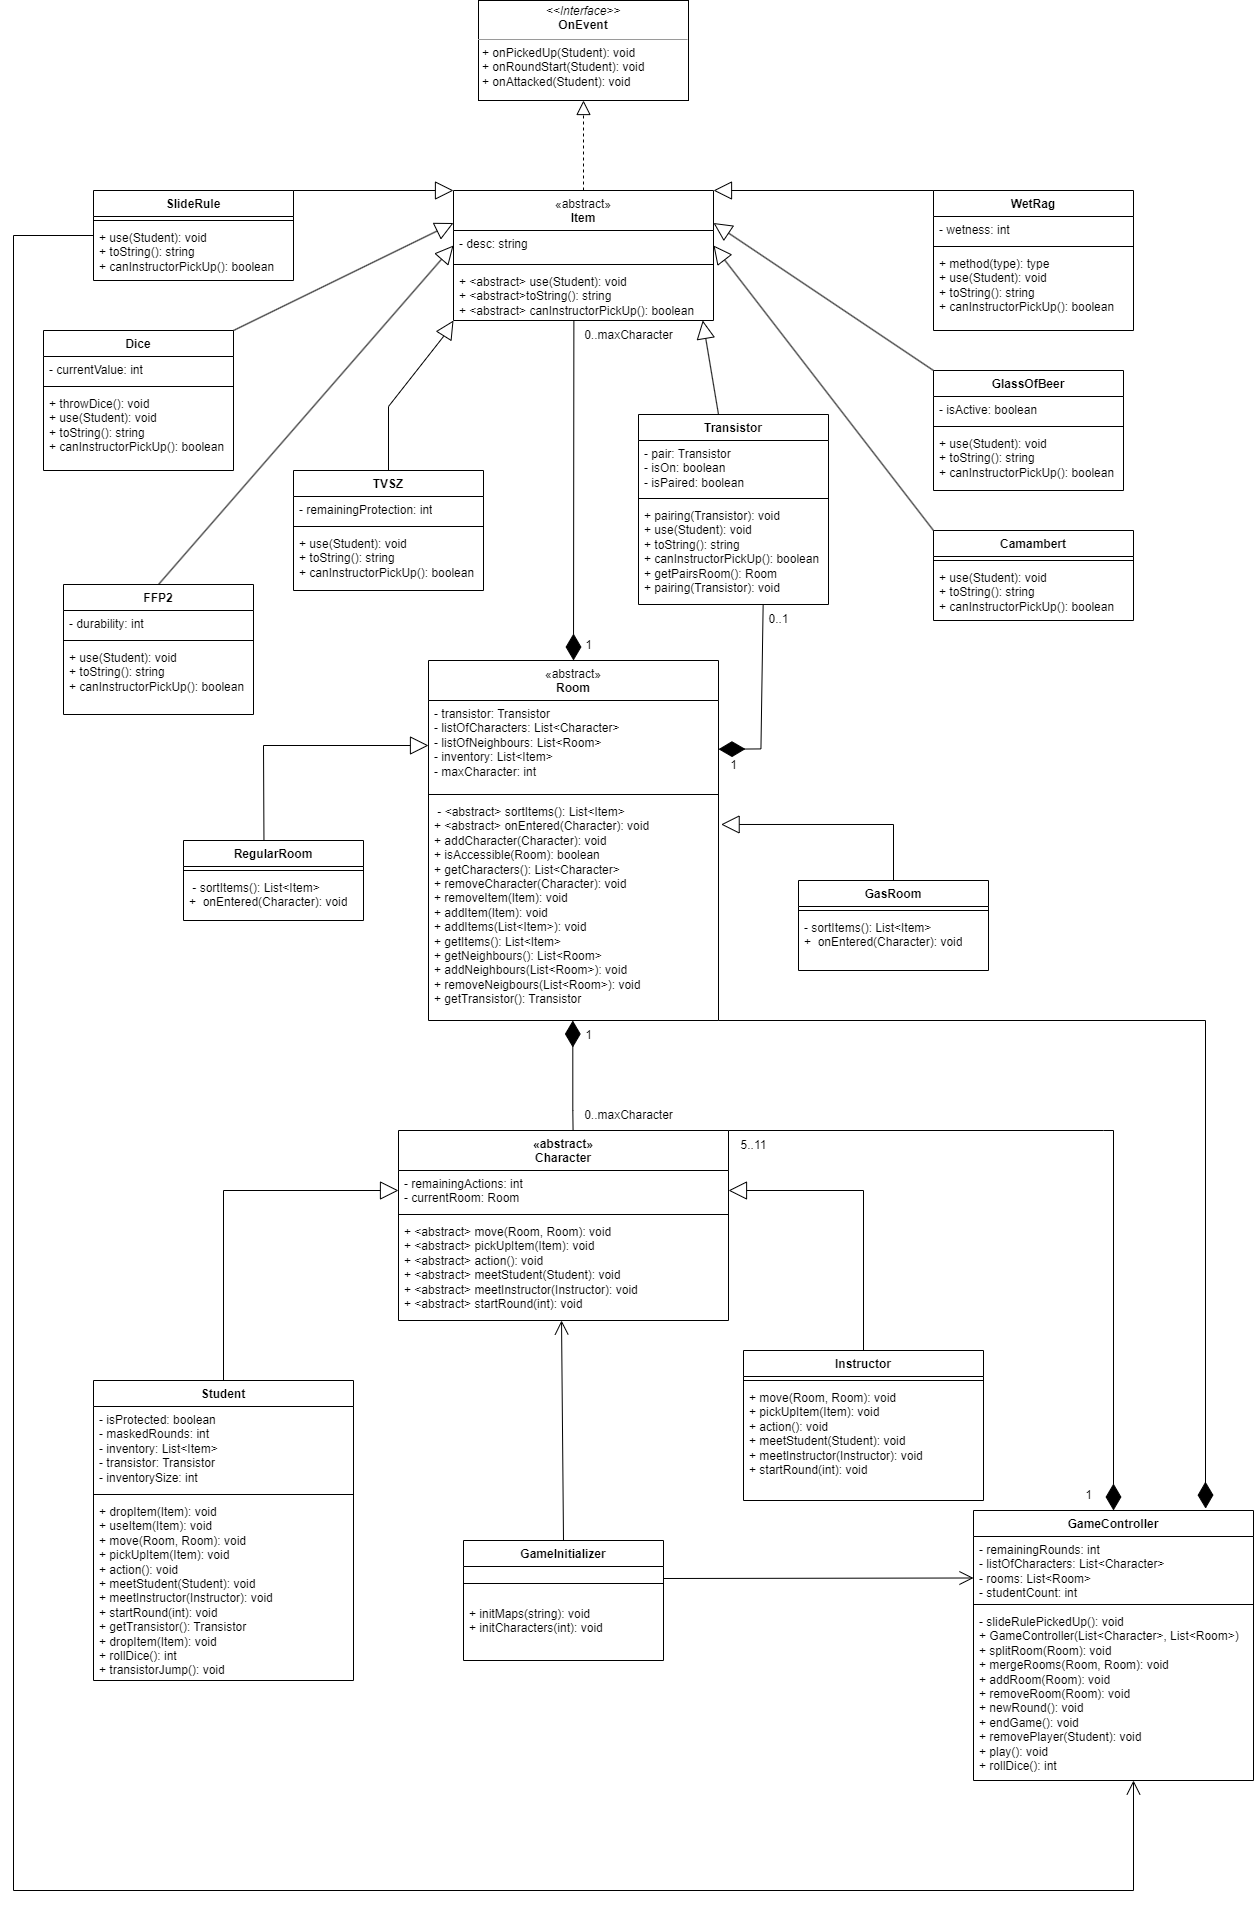 <<Interface>>
OnEvent
+ onPickedUp(Student): void
+ onRoundStart(Student): void
+ onAttacked(Student): void
SlideRule
+ use(Student): void
+ toString(): string
+ canInstructorPickUp(): boolean
«abstract»
Item
- desc: string
+ <abstract> use(Student): void
+ <abstract>toString(): string
+ <abstract> canInstructorPickUp(): boolean
WetRag
- wetness: int
+ method(type): type
+ use(Student): void
+ toString(): string
+ canInstructorPickUp(): boolean
0..maxCharacter
Dice
- currentValue: int
+ throwDice(): void
+ use(Student): void
+ toString(): string
+ canInstructorPickUp(): boolean
GlassOfBeer
- isActive: boolean
+ use(Student): void
+ toString(): string
+ canInstructorPickUp(): boolean
Transistor
- pair: Transistor
- isOn: boolean
- isPaired: boolean
+ pairing(Transistor): void
+ use(Student): void
+ toString(): string
+ canInstructorPickUp(): boolean
+ getPairsRoom(): Room
+ pairing(Transistor): void
TVSZ
- remainingProtection: int
+ use(Student): void
+ toString(): string
+ canInstructorPickUp(): boolean
Camambert
+ use(Student): void
+ toString(): string
+ canInstructorPickUp(): boolean
FFP2
- durability: int
+ use(Student): void
+ toString(): string
+ canInstructorPickUp(): boolean
0..1
1
«abstract»
Room
- transistor: Transistor
- listOfCharacters: List<Character>
- listOfNeighbours: List<Room>
- inventory: List<Item>
- maxCharacter: int
- <abstract> sortItems(): List<Item>
+ <abstract> onEntered(Character): void
+ addCharacter(Character): void
+ isAccessible(Room): boolean
+ getCharacters(): List<Character>
+ removeCharacter(Character): void
+ removeItem(Item): void
+ addItem(Item): void
+ addItems(List<Item>): void
+ getItems(): List<Item>
+ getNeighbours(): List<Room>
+ addNeighbours(List<Room>): void
+ removeNeigbours(List<Room>): void
+ getTransistor(): Transistor
1
RegularRoom
- sortItems(): List<Item>
+ onEntered(Character): void
GasRoom
- sortItems(): List<Item>
+ onEntered(Character): void
1
0..maxCharacter
«abstract»
Character
- remainingActions: int
- currentRoom: Room
+ <abstract> move(Room, Room): void
+ <abstract> pickUpItem(Item): void
+ <abstract> action(): void
+ <abstract> meetStudent(Student): void
+ <abstract> meetInstructor(Instructor): void
+ <abstract> startRound(int): void
5..11
Instructor
+ move(Room, Room): void
+ pickUpItem(Item): void
+ action(): void
+ meetStudent(Student): void
+ meetInstructor(Instructor): void
+ startRound(int): void
Student
- isProtected: boolean
- maskedRounds: int
- inventory: List<Item>
- transistor: Transistor
- inventorySize: int
+ dropItem(Item): void
+ useItem(Item): void
+ move(Room, Room): void
+ pickUpItem(Item): void
+ action(): void
+ meetStudent(Student): void
+ meetInstructor(Instructor): void
+ startRound(int): void
+ getTransistor(): Transistor
+ dropItem(Item): void
+ rollDice(): int
+ transistorJump(): void
GameInitializer
+ initMaps(string): void
+ initCharacters(int): void
1
GameController
- remainingRounds: int
- listOfCharacters: List<Character>
- rooms: List<Room>
- studentCount: int
- slideRulePickedUp(): void
+ GameController(List<Character>, List<Room>)
+ splitRoom(Room): void
+ mergeRooms(Room, Room): void
+ addRoom(Room): void
+ removeRoom(Room): void
+ newRound(): void
+ endGame(): void
+ removePlayer(Student): void
+ play(): void
+ rollDice(): int